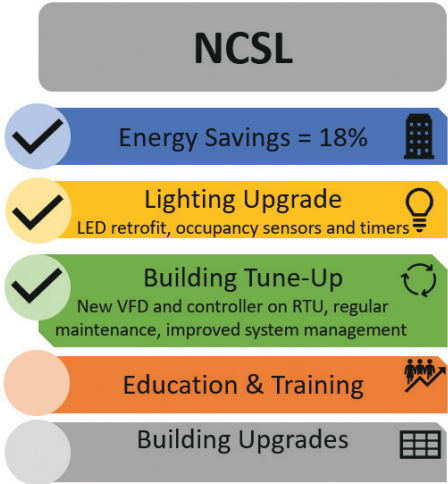 NCSL
Energy Savings = 18%
Lighting Upgrade
LED retrofit, occupancy sensors and timers
Building Tune-Up
New VFD and controller on RTU, regular
maintenance, improved system management
Education & Training
Building Upgrades